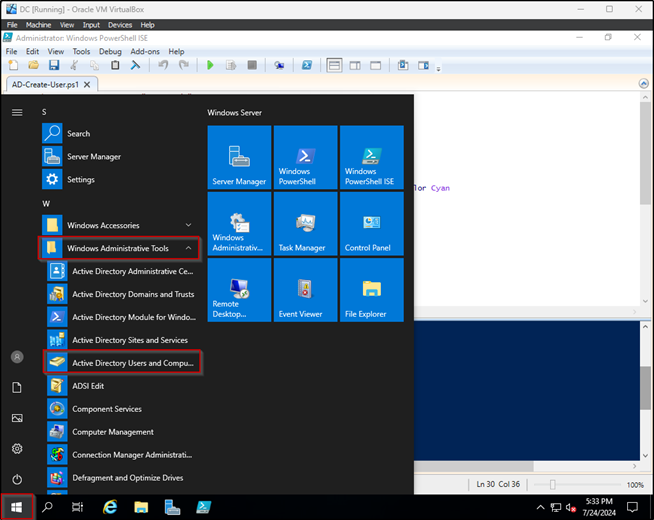 DC [Running] - Oracle VM VirtualBox
File Machine View Input Devices Help
Administrator: Windows PowerShell ISE
File Edit View Tools Debug Add-ons Help
AD-Create-User.ps1
S
Search
Server Manager
Settings
W
Windows Accessories
Windows Administrative Tools
Active Directory Administrative Ce...
Active Directory Domains and Trusts
Active Directory Module for Windo...
Active Directory Sites and Services
Active Directory Users and Compu...
ADSI Edit
Component Services
Computer Management
Connection Manager Administrati...
Defragment and Optimize Drives
Windows Server
Server Manager
Windows PowerShell
Windows PowerShell ISE
Windows Administrativ...
Task Manager
Control Panel
Remote Desktop...
Event Viewer
File Explorer
lor Cyan
Ln 30 Col 36
100%
5:33 PM
7/24/2024